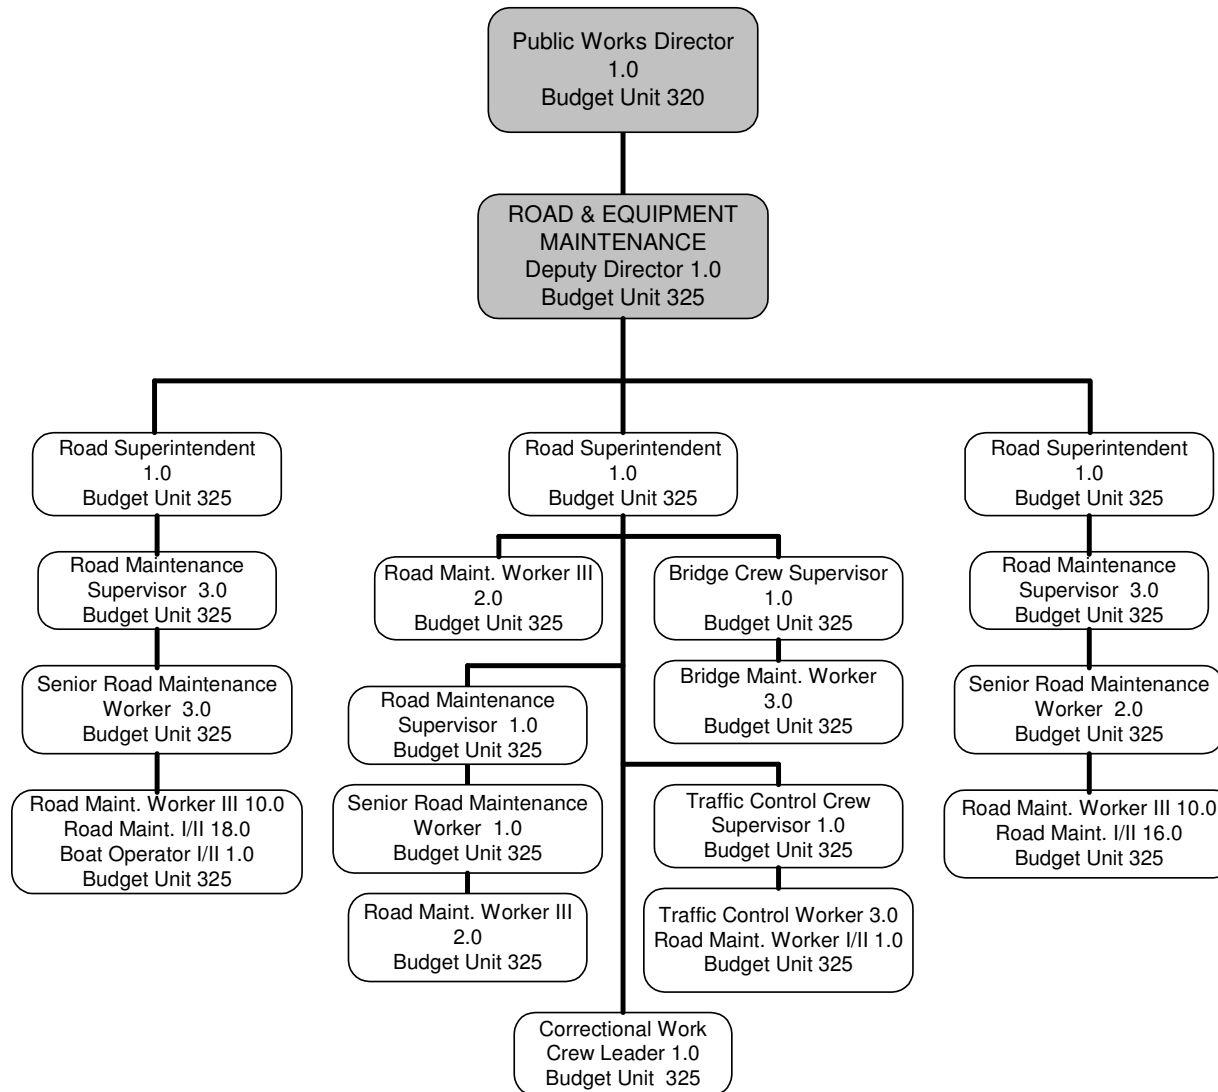 Public Works Director
1.0
Budget Unit 320
ROAD & EQUIPMENT
MAINTENANCE
Deputy Director 1.0
Budget Unit 325
Road Superintendent
1.0
Budget Unit 325
Road Maintenance
Supervisor 3.0
Budget Unit 325
Senior Road Maintenance
Worker 3.0
Budget Unit 325
Road Maint. Worker III 10.0
Road Maint. I/II 18.0
Boat Operator I/II 1.0
Budget Unit 325
Road Superintendent
1.0
Budget Unit 325
Road Maint. Worker III
2.0
Budget Unit 325
Road Maintenance
Supervisor 1.0
Budget Unit 325
Senior Road Maintenance
Worker 1.0
Budget Unit 325
Road Maint. Worker III
2.0
Budget Unit 325
Bridge Crew Supervisor
1.0
Budget Unit 325
Bridge Maint. Worker
3.0
Budget Unit 325
Traffic Control Crew
Supervisor 1.0
Budget Unit 325
Traffic Control Worker 3.0
Road Maint. Worker I/II 1.0
Budget Unit 325
Correctional Work
Crew Leader 1.0
Budget Unit 325
Road Superintendent
1.0
Budget Unit 325
Road Maintenance
Supervisor 3.0
Budget Unit 325
Senior Road Maintenance
Worker 2.0
Budget Unit 325
Road Maint. Worker III 10.0
Road Maint. I/II 16.0
Budget Unit 325